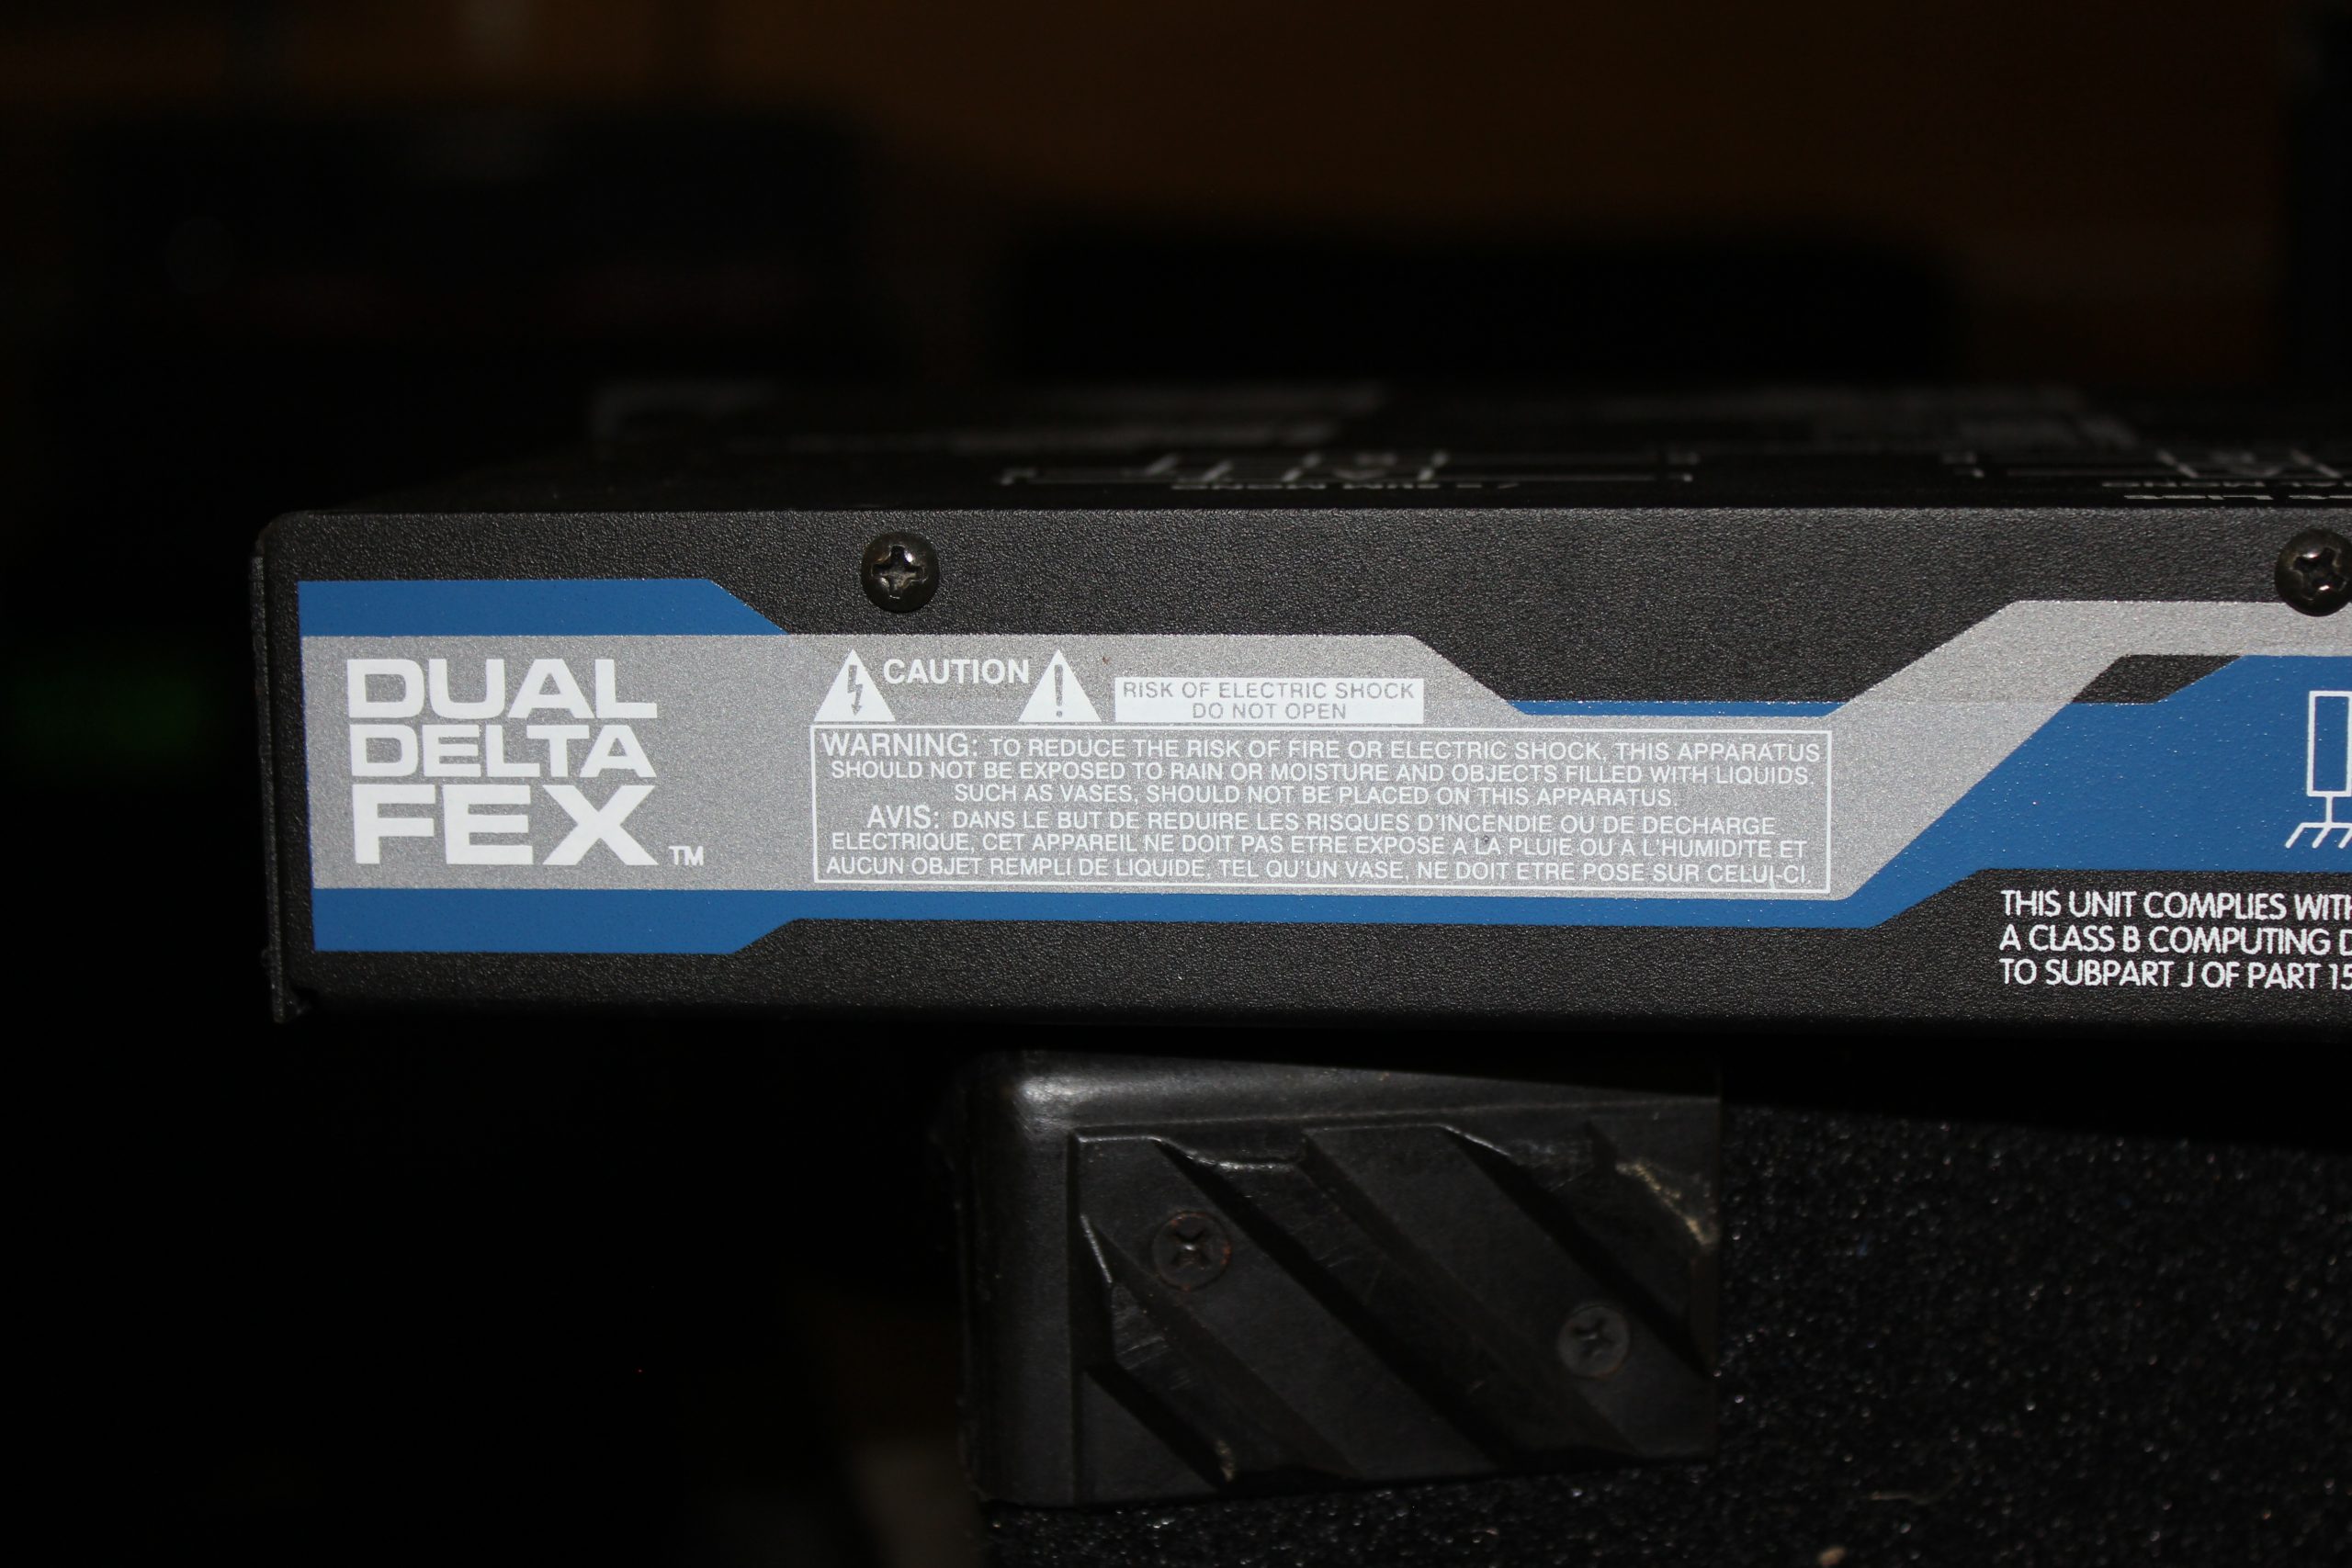 DUAL
DELTA
FEX™
CAUTION
RISK OF ELECTRIC SHOCK
DO NOT OPEN
WARNING: TO REDUCE THE RISK OF FIRE OR ELECTRIC SHOCK, THIS APPARATUS
SHOULD NOT BE EXPOSED TO RAIN OR MOISTURE AND OBJECTS FILLED WITH LIQUIDS.
SUCH AS VASES, SHOULD NOT BE PLACED ON THIS APPARATUS.
AVIS: DANS LE BUT DE REDUIRE LES RISQUES D'INCENDIE OU DE DECHARGE
ELECTRIQUE, CET APPAREIL NE DOIT PAS ETRE EXPOSE A LA PLUIE OU A L'HUMIDITE ET
AUCUN OBJET REMPLI DE LIQUIDE, TEL QU'UN VASE, NE DOIT ETRE POSE SUR CELUI-CI.
THIS UNIT COMPLIES WITH
A CLASS B COMPUTING
TO SUBPART J OF PART 15